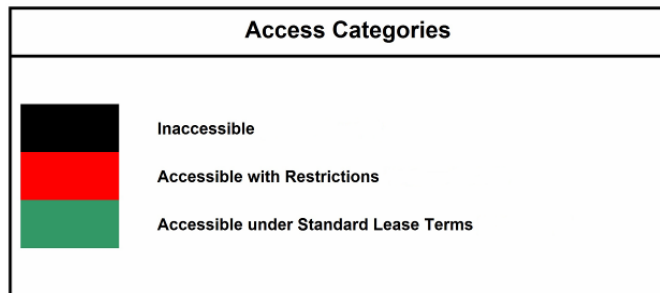 Access Categories
Inaccessible
Accessible with Restrictions
Accessible under Standard Lease Terms